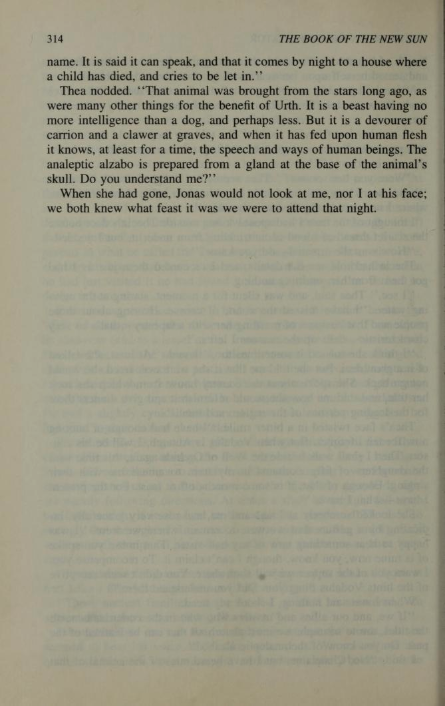 314 THE BOOK OF THE NEW SUN
name. It is said it can speak, and that it comes by night to a house where
a child has died, and cries to be let in.''
Thea nodded. ''That animal was brought from the stars long ago, as
were many other things for the benefit of Urth. It is a beast having no
more intelligence than a dog, and perhaps less. But it is a devourer of
carrion and a clawer at graves, and when it has fed upon human flesh
it knows, at least for a time, the speech and ways of human beings. The
analeptic alzabo is prepared from a gland at the base of the animal's
skull. Do you understand me?''
When she had gone, Jonas would not look at me, nor I at his face;
we both knew what feast it was we were to attend that night.